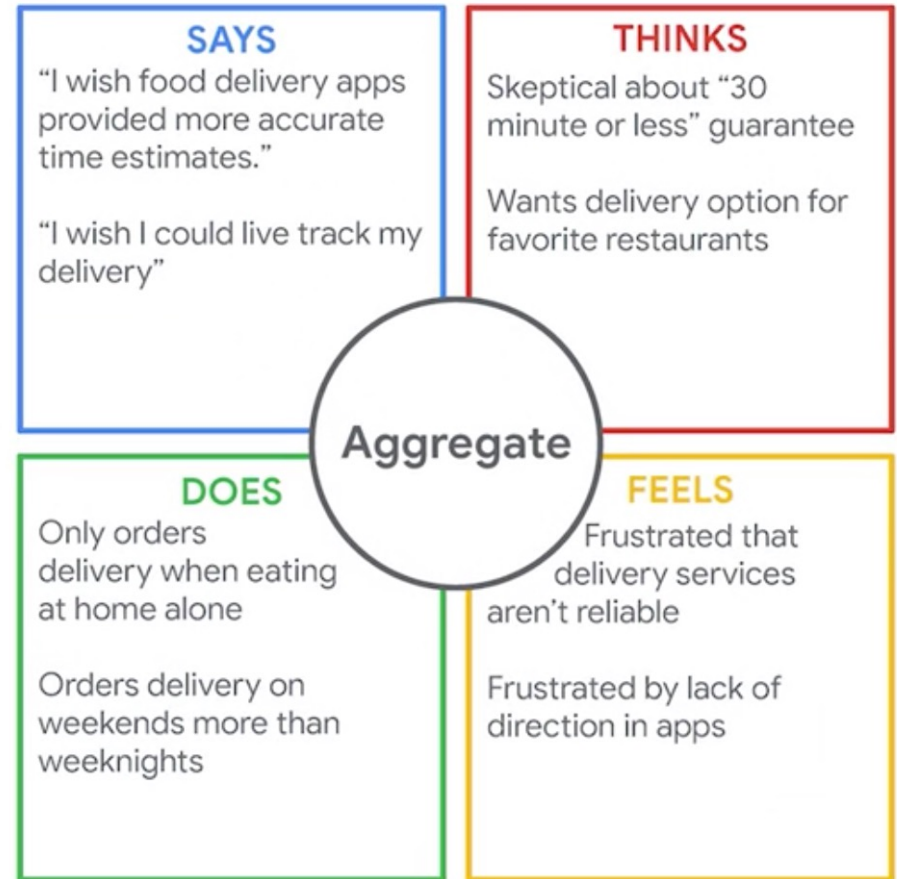 SAYS
“I wish food delivery apps
provided more accurate
time estimates.”
“I wish I could live track my
delivery”
THINKS
Skeptical about “30
minute or less” guarantee
Wants delivery option for
favorite restaurants
Aggregate
DOES
Only orders
delivery when eating
at home alone
Orders delivery on
weekends more than
weeknights
FEELS
Frustrated that
delivery services
aren’t reliable
Frustrated by lack of
direction in apps